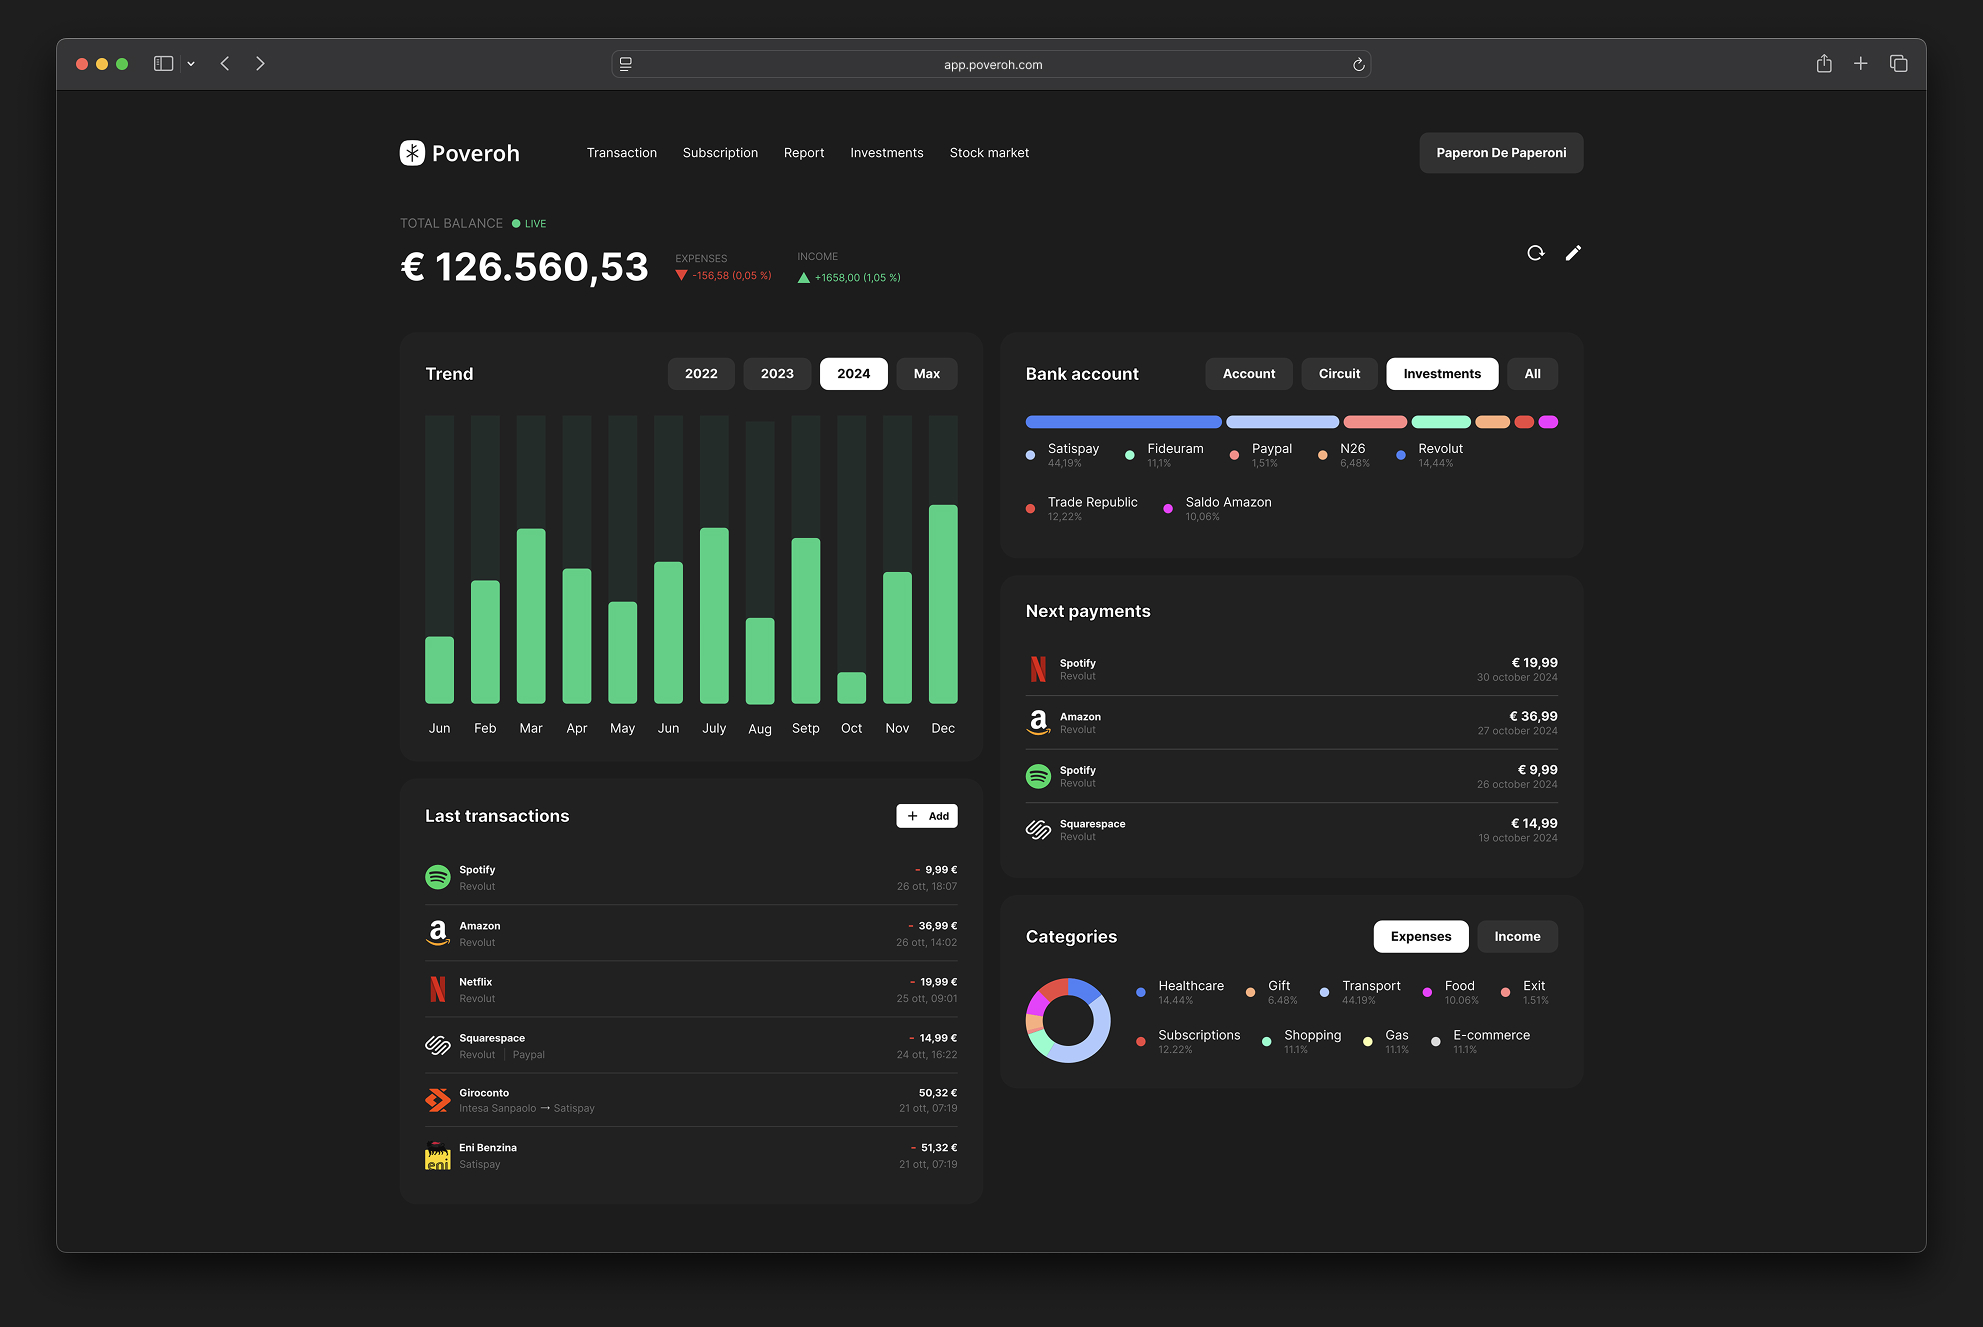 app.poveroh.com
Poveroh
Transaction Subscription Report Investments Stock market
Paperon De Paperoni
TOTAL BALANCE LIVE
€ 126.560,53
EXPENSES
-156,58 (0,05 %)
INCOME
+1658,00 (1,05 %)
Trend
2022 2023 2024 Max
Jun Feb Mar Apr May Jun July Aug Setp Oct Nov Dec
Last transactions
+ Add
Spotify - 9,99 €
Revolut 26 ott, 18:07
a
Amazon - 36,99 €
Revolut 26 ott, 14:02
N
Netflix - 19,99 €
Revolut 25 ott, 09:01
Squarespace - 14,99 €
Revolut | Paypal 24 ott, 16:22
Giroconto 50,32 €
Intesa Sanpaolo → Satispay 21 ott, 07:19
eni
Eni Benzina - 51,32 €
Satispay 21 ott, 07:19
Bank account
Account Circuit Investments All
Satispay Fideuram Paypal N26 Revolut
44,19% 11,1% 1,51% 6,48% 14,44%
Trade Republic Saldo Amazon
12,22% 10,06%
Next payments
N
Spotify € 19,99
Revolut 30 october 2024
a
Amazon € 36,99
Revolut 27 october 2024
Spotify € 9,99
Revolut 26 october 2024
Squarespace € 14,99
Revolut 19 october 2024
Categories
Expenses Income
Healthcare Gift Transport Food Exit
14.44% 6.48% 44.19% 10.06% 1.51%
Subscriptions Shopping Gas E-commerce
12.22% 11.1% 11.1% 11.1%